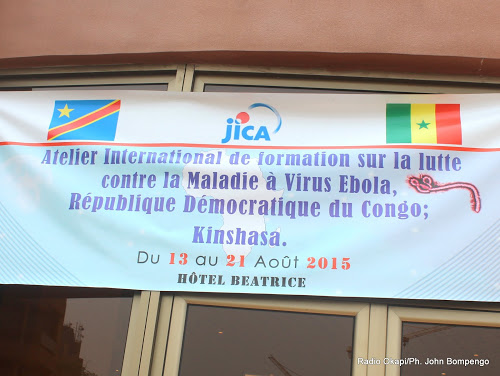 JICA
Atelier International de formation sur la lutte
contre la Maladie à Virus Ebola,
République Démocratique du Congo;
Kinshasa.
Du 13 au 21 Août 2015
HÔTEL BEATRICE
Radio Okapi/Ph. John Bompengo